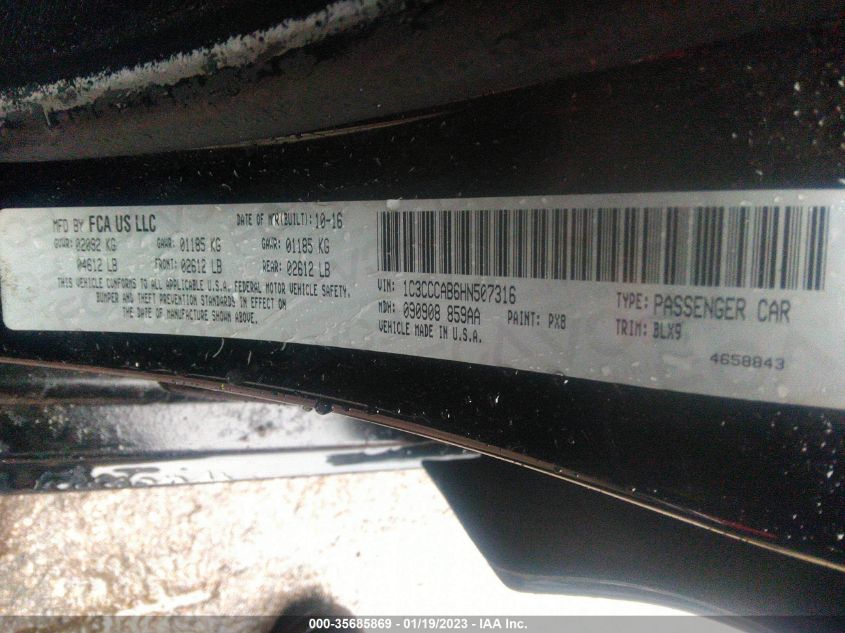 MFD BY FCA US LLC DATE OF MFR(BUILT): 10-16
GVWR: 02092 KG GAWR: 01185 KG GAWR: 01185 KG
04612 LB FRONT: 02612 LB REAR: 02612 LB
THIS VEHICLE CONFORMS TO ALL APPLICABLE U.S.A. FEDERAL MOTOR VEHICLE SAFETY,
BUMPER AND THEFT PREVENTION STANDARDS IN EFFECT ON
THE DATE OF MANUFACTURE SHOWN ABOVE.
VIN: 1C3CCCAB6HN507316 TYPE: PASSENGER CAR
MDH: 090908 859AA PAINT: PX8 TRIM: BLX9
VEHICLE MADE IN U.S.A.
4658843
000-35685869 - 01/19/2023 - IAA Inc.